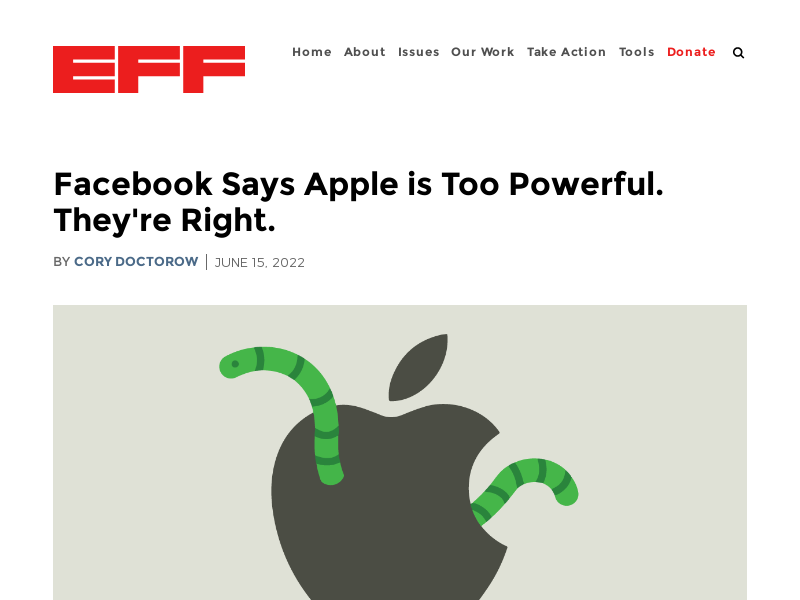 EFF
Home About Issues Our Work Take Action Tools Donate
Facebook Says Apple is Too Powerful.
They're Right.
BY CORY DOCTOROW | JUNE 15, 2022